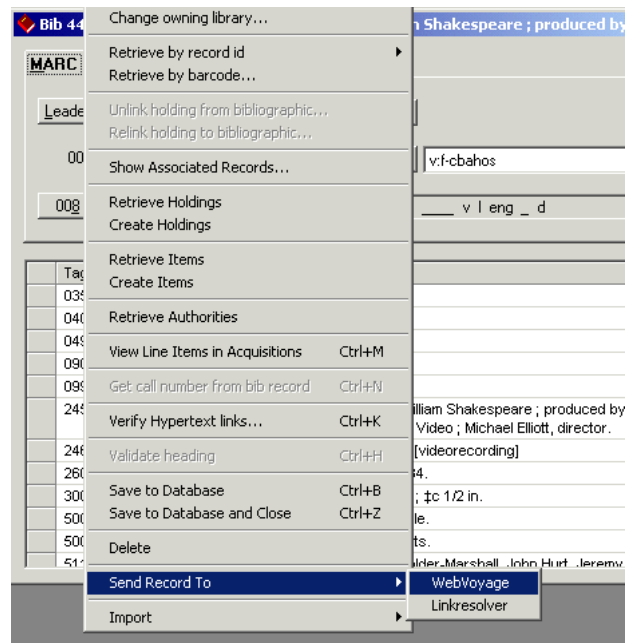 Bib 44
Shakespeare ; produced by
Change owning library...
MARC
Retrieve by record id
Retrieve by barcode...
Leade
Unlink holding from bibliographic...
Relink holding to bibliographic...
00
Show Associated Records...
v:f-cbahos
008
Retrieve Holdings
____ v l eng _ d
Create Holdings
Retrieve Items
Tag
Create Items
035
040
Retrieve Authorities
049
View Line Items in Acquisitions Ctrl+M
090
099
Get call number from bib record Ctrl+N
245
illiam Shakespeare ; produced by
Verify Hypertext links... Ctrl+K
Video ; Michael Elliott, director.
246
Validate heading Ctrl+H
[videorecording]
260
34.
300
Save to Database Ctrl+B
; ‡c 1/2 in.
500
Save to Database and Close Ctrl+Z
le.
500
Delete
ts.
511
lder-Marshall, John Hurt, Jeremy
Send Record To
WebVoyage
Linkresolver
Import